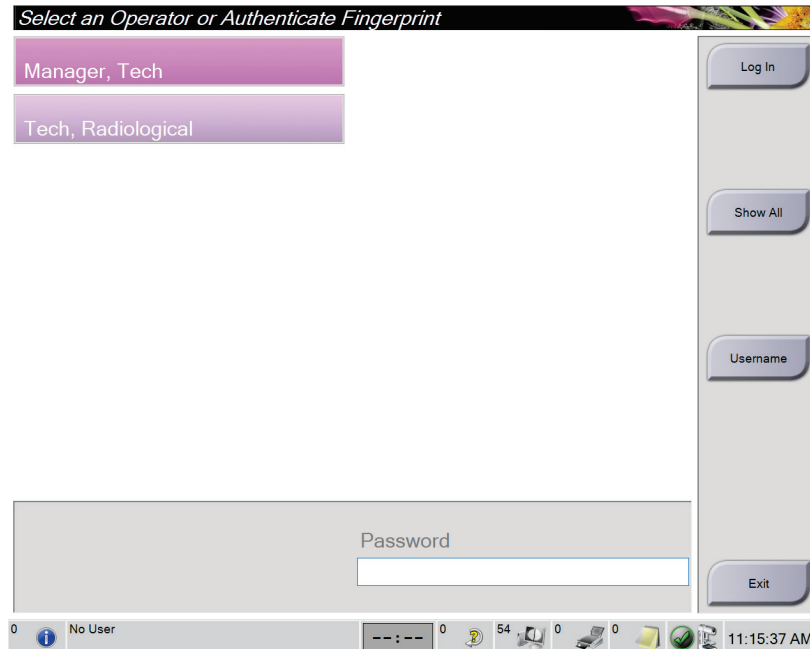 Select an Operator or Authenticate Fingerprint
Manager, Tech
Log In
Tech, Radiological
Show All
Username
Password
Exit
0 No User --:-- 0 54 0 0 11:15:37 AM